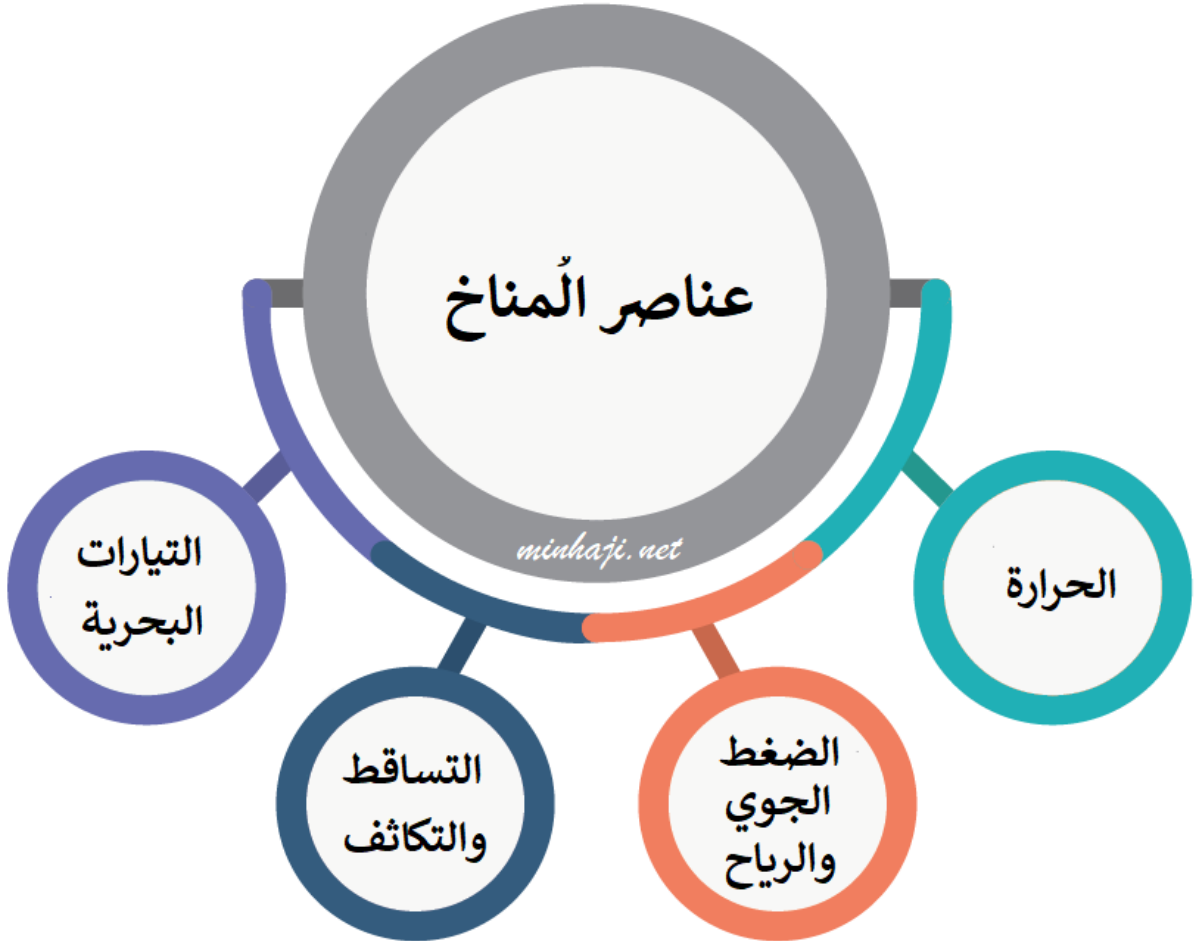 عناصر المُناخ
minhaji.net
الحرارة
الضغط
الجوي
والرياح
التساقط
والتكاثف
التيارات
البحرية